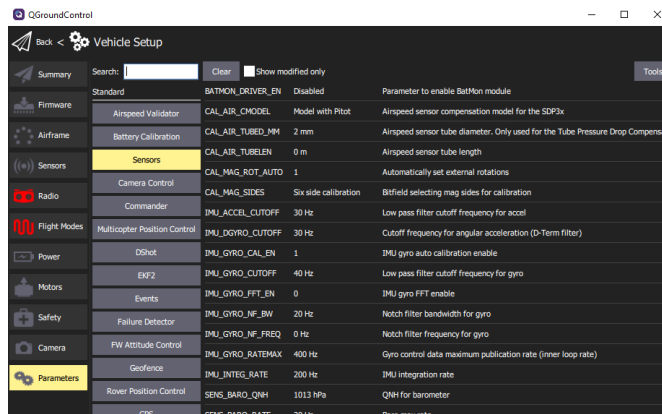 QGroundControl
Back < Vehicle Setup
Summary
Firmware
Airframe
Sensors
Radio
Flight Modes
Power
Motors
Safety
Camera
Parameters
Search: Clear Show modified only Tools
Standard
Airspeed Validator
Battery Calibration
Sensors
Camera Control
Commander
Multicopter Position Control
DShot
EKF2
Events
Failure Detector
FW Attitude Control
Geofence
Rover Position Control
GPS
BATMON_DRIVER_EN Disabled Parameter to enable BatMon module
CAL_AIR_CMODEL Model with Pitot Airspeed sensor compensation model for the SDP3x
CAL_AIR_TUBED_MM 2 mm Airspeed sensor tube diameter. Only used for the Tube Pressure Drop Compensa
CAL_AIR_TUBELEN 0 m Airspeed sensor tube length
CAL_MAG_ROT_AUTO 1 Automatically set external rotations
CAL_MAG_SIDES Six side calibration Bitfield selecting mag sides for calibration
IMU_ACCEL_CUTOFF 30 Hz Low pass filter cutoff frequency for accel
IMU_DGYRO_CUTOFF 30 Hz Cutoff frequency for angular acceleration (D-Term filter)
IMU_GYRO_CAL_EN 1 IMU gyro auto calibration enable
IMU_GYRO_CUTOFF 40 Hz Low pass filter cutoff frequency for gyro
IMU_GYRO_FFT_EN 0 IMU gyro FFT enable
IMU_GYRO_NF_BW 20 Hz Notch filter bandwidth for gyro
IMU_GYRO_NF_FREQ 0 Hz Notch filter frequency for gyro
IMU_GYRO_RATEMAX 400 Hz Gyro control data maximum publication rate (inner loop rate)
IMU_INTEG_RATE 200 Hz IMU integration rate
SENS_BARO_QNH 1013 hPa QNH for barometer
SENS_BARO_RATE 20 Hz Baro max rate